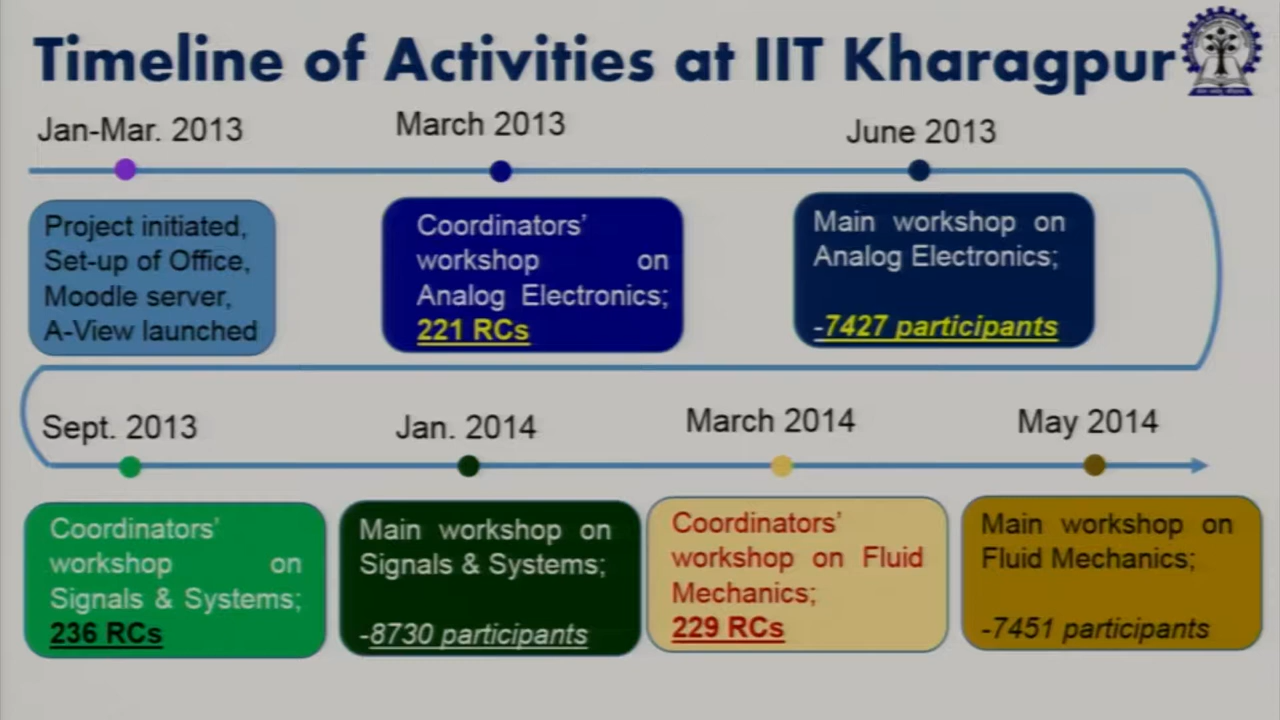 Timeline of Activities at IIT Kharagpur
Jan-Mar. 2013
March 2013
June 2013
Project initiated,
Set-up of Office,
Moodle server,
A-View launched
Coordinators’
workshop on
Analog Electronics;
221 RCs
Main workshop on
Analog Electronics;
-7427 participants
Sept. 2013
Jan. 2014
March 2014
May 2014
Coordinators’
workshop on
Signals & Systems;
236 RCs
Main workshop on
Signals & Systems;
-8730 participants
Coordinators’
workshop on Fluid
Mechanics;
229 RCs
Main workshop on
Fluid Mechanics;
-7451 participants